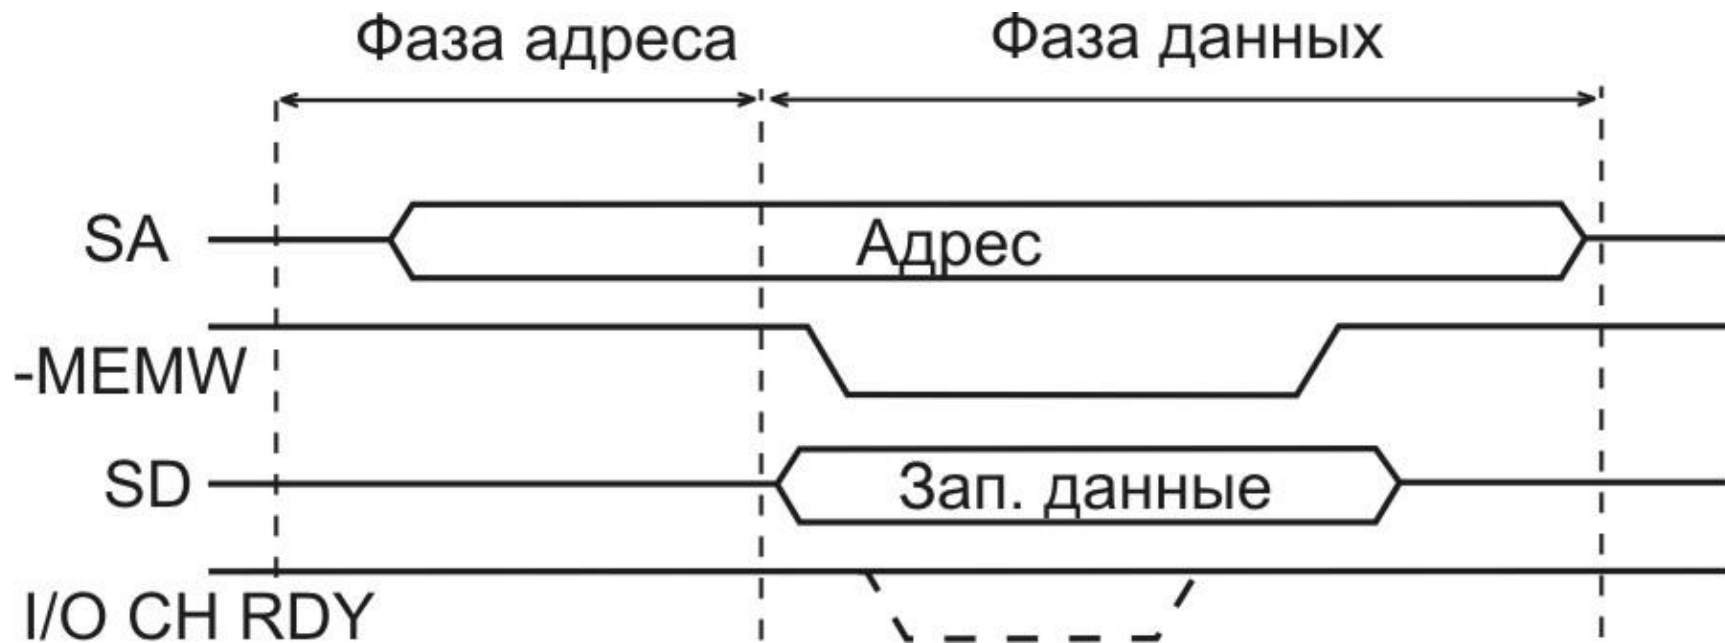 Фаза адреса Фаза данных
SA Адрес
-MEMW
SD Зап. данные
I/O CH RDY